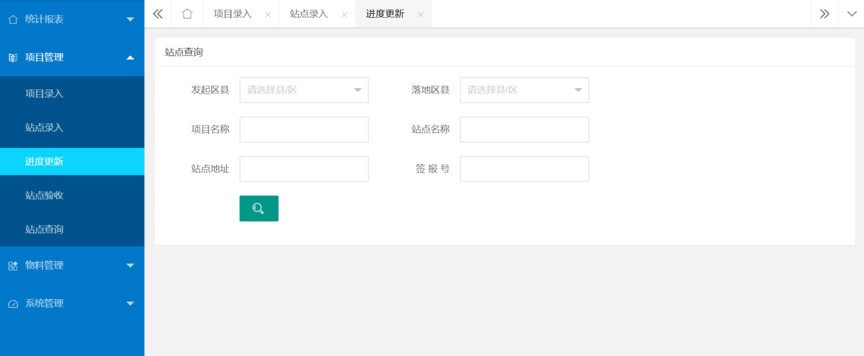 统计报表
项目管理
项目录入
站点录入
进度更新
站点验收
站点查询
物料管理
系统管理
项目录入 站点录入 进度更新
站点查询
发起区县 请选择县/区 落地区县 请选择县/区
项目名称 站点名称
站点地址 签 报 号